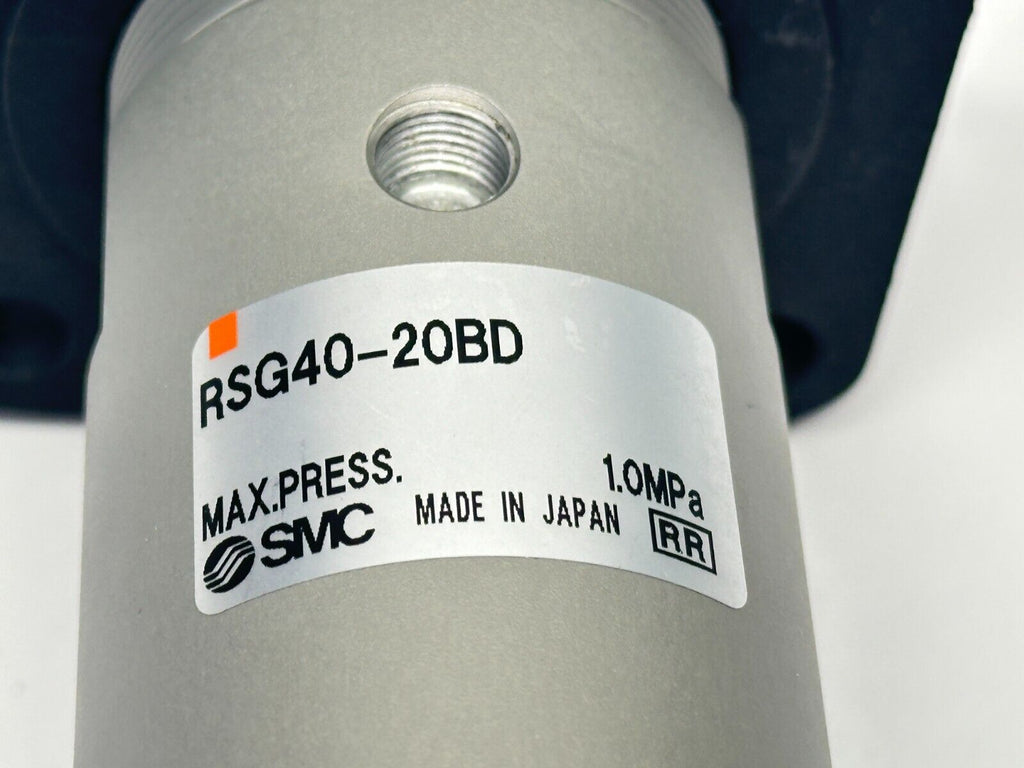 RSG40-20BD
MAX.PRESS. 1.0MPa
SMC MADE IN JAPAN RR